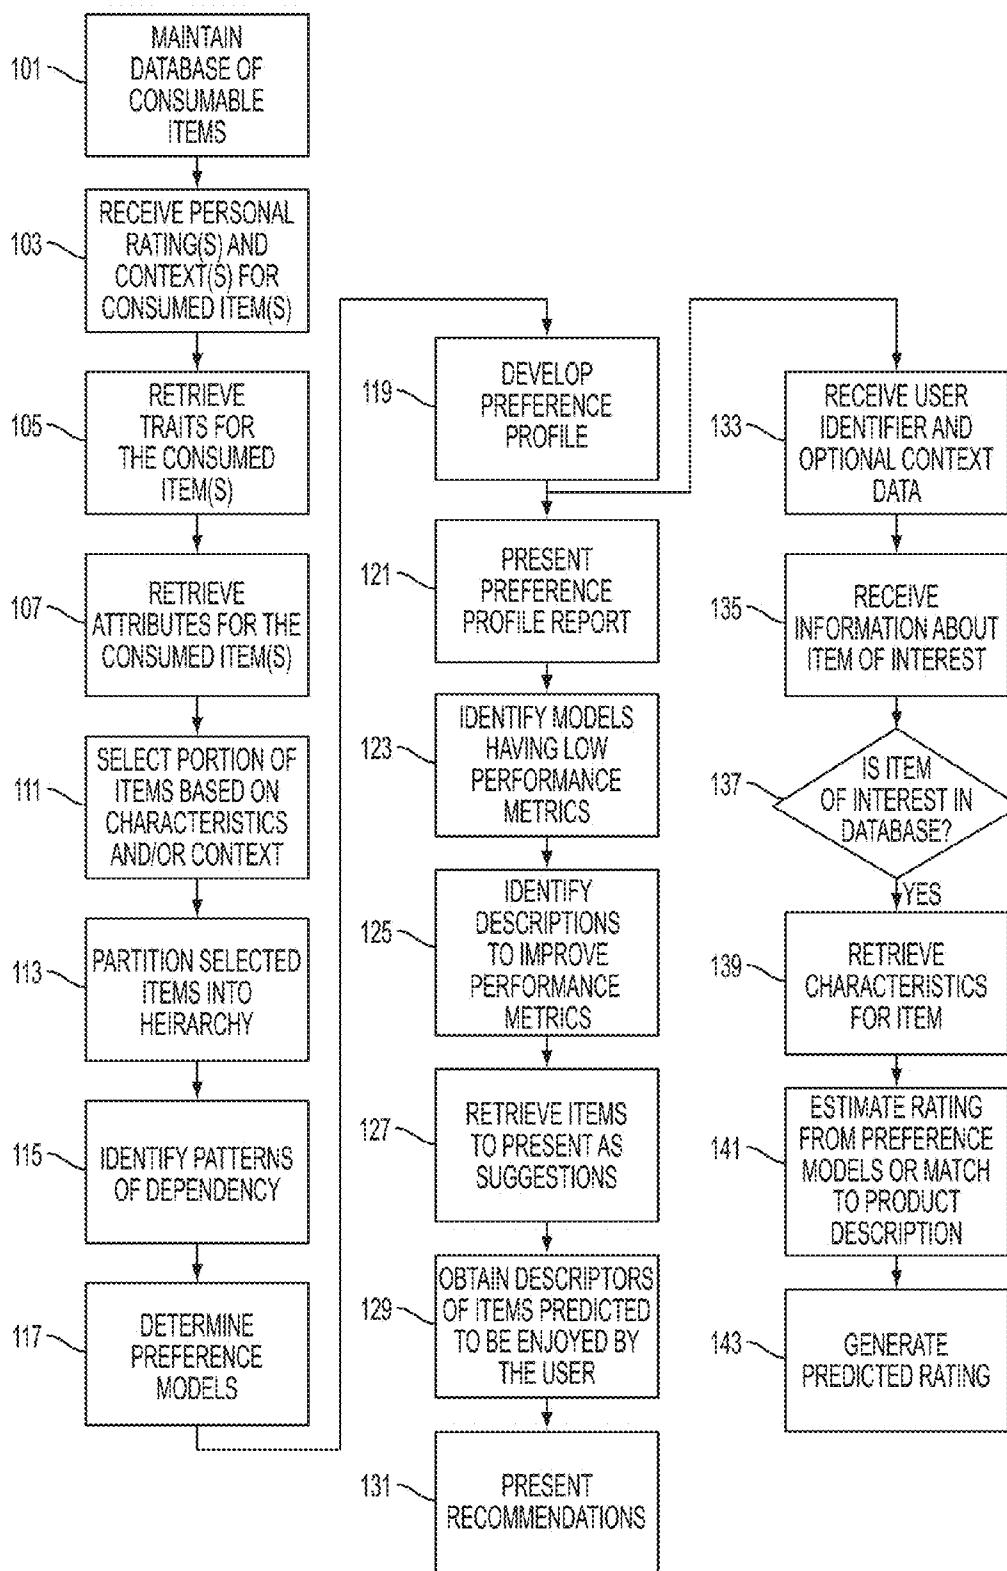 101
MAINTAIN
DATABASE OF
CONSUMABLE
ITEMS
103
RECEIVE PERSONAL
RATING(S) AND
CONTEXT(S) FOR
CONSUMED ITEM(S)
105
RETRIEVE
TRAITS FOR
THE CONSUMED
ITEM(S)
107
RETRIEVE
ATTRIBUTES FOR THE
CONSUMED ITEM(S)
111
SELECT PORTION OF
ITEMS BASED ON
CHARACTERISTICS
AND/OR CONTEXT
113
PARTITION SELECTED
ITEMS INTO
HEIRARCHY
115
IDENTIFY PATTERNS
OF DEPENDENCY
117
DETERMINE
PREFERENCE
MODELS
119
DEVELOP
PREFERENCE
PROFILE
121
PRESENT
PREFERENCE
PROFILE REPORT
123
IDENTIFY MODELS
HAVING LOW
PERFORMANCE
METRICS
125
IDENTIFY
DESCRIPTIONS
TO IMPROVE
PERFORMANCE
METRICS
127
RETRIEVE ITEMS
TO PRESENT AS
SUGGESTIONS
129
OBTAIN DESCRIPTORS
OF ITEMS PREDICTED
TO BE ENJOYED BY
THE USER
131
PRESENT
RECOMMENDATIONS
133
RECEIVE USER
IDENTIFIER AND
OPTIONAL CONTEXT
DATA
135
RECEIVE
INFORMATION ABOUT
ITEM OF INTEREST
137
IS ITEM
OF INTEREST IN
DATABASE?
YES
139
RETRIEVE
CHARACTERISTICS
FOR ITEM
141
ESTIMATE RATING
FROM PREFERENCE
MODELS OR MATCH
TO PRODUCT
DESCRIPTION
143
GENERATE
PREDICTED RATING